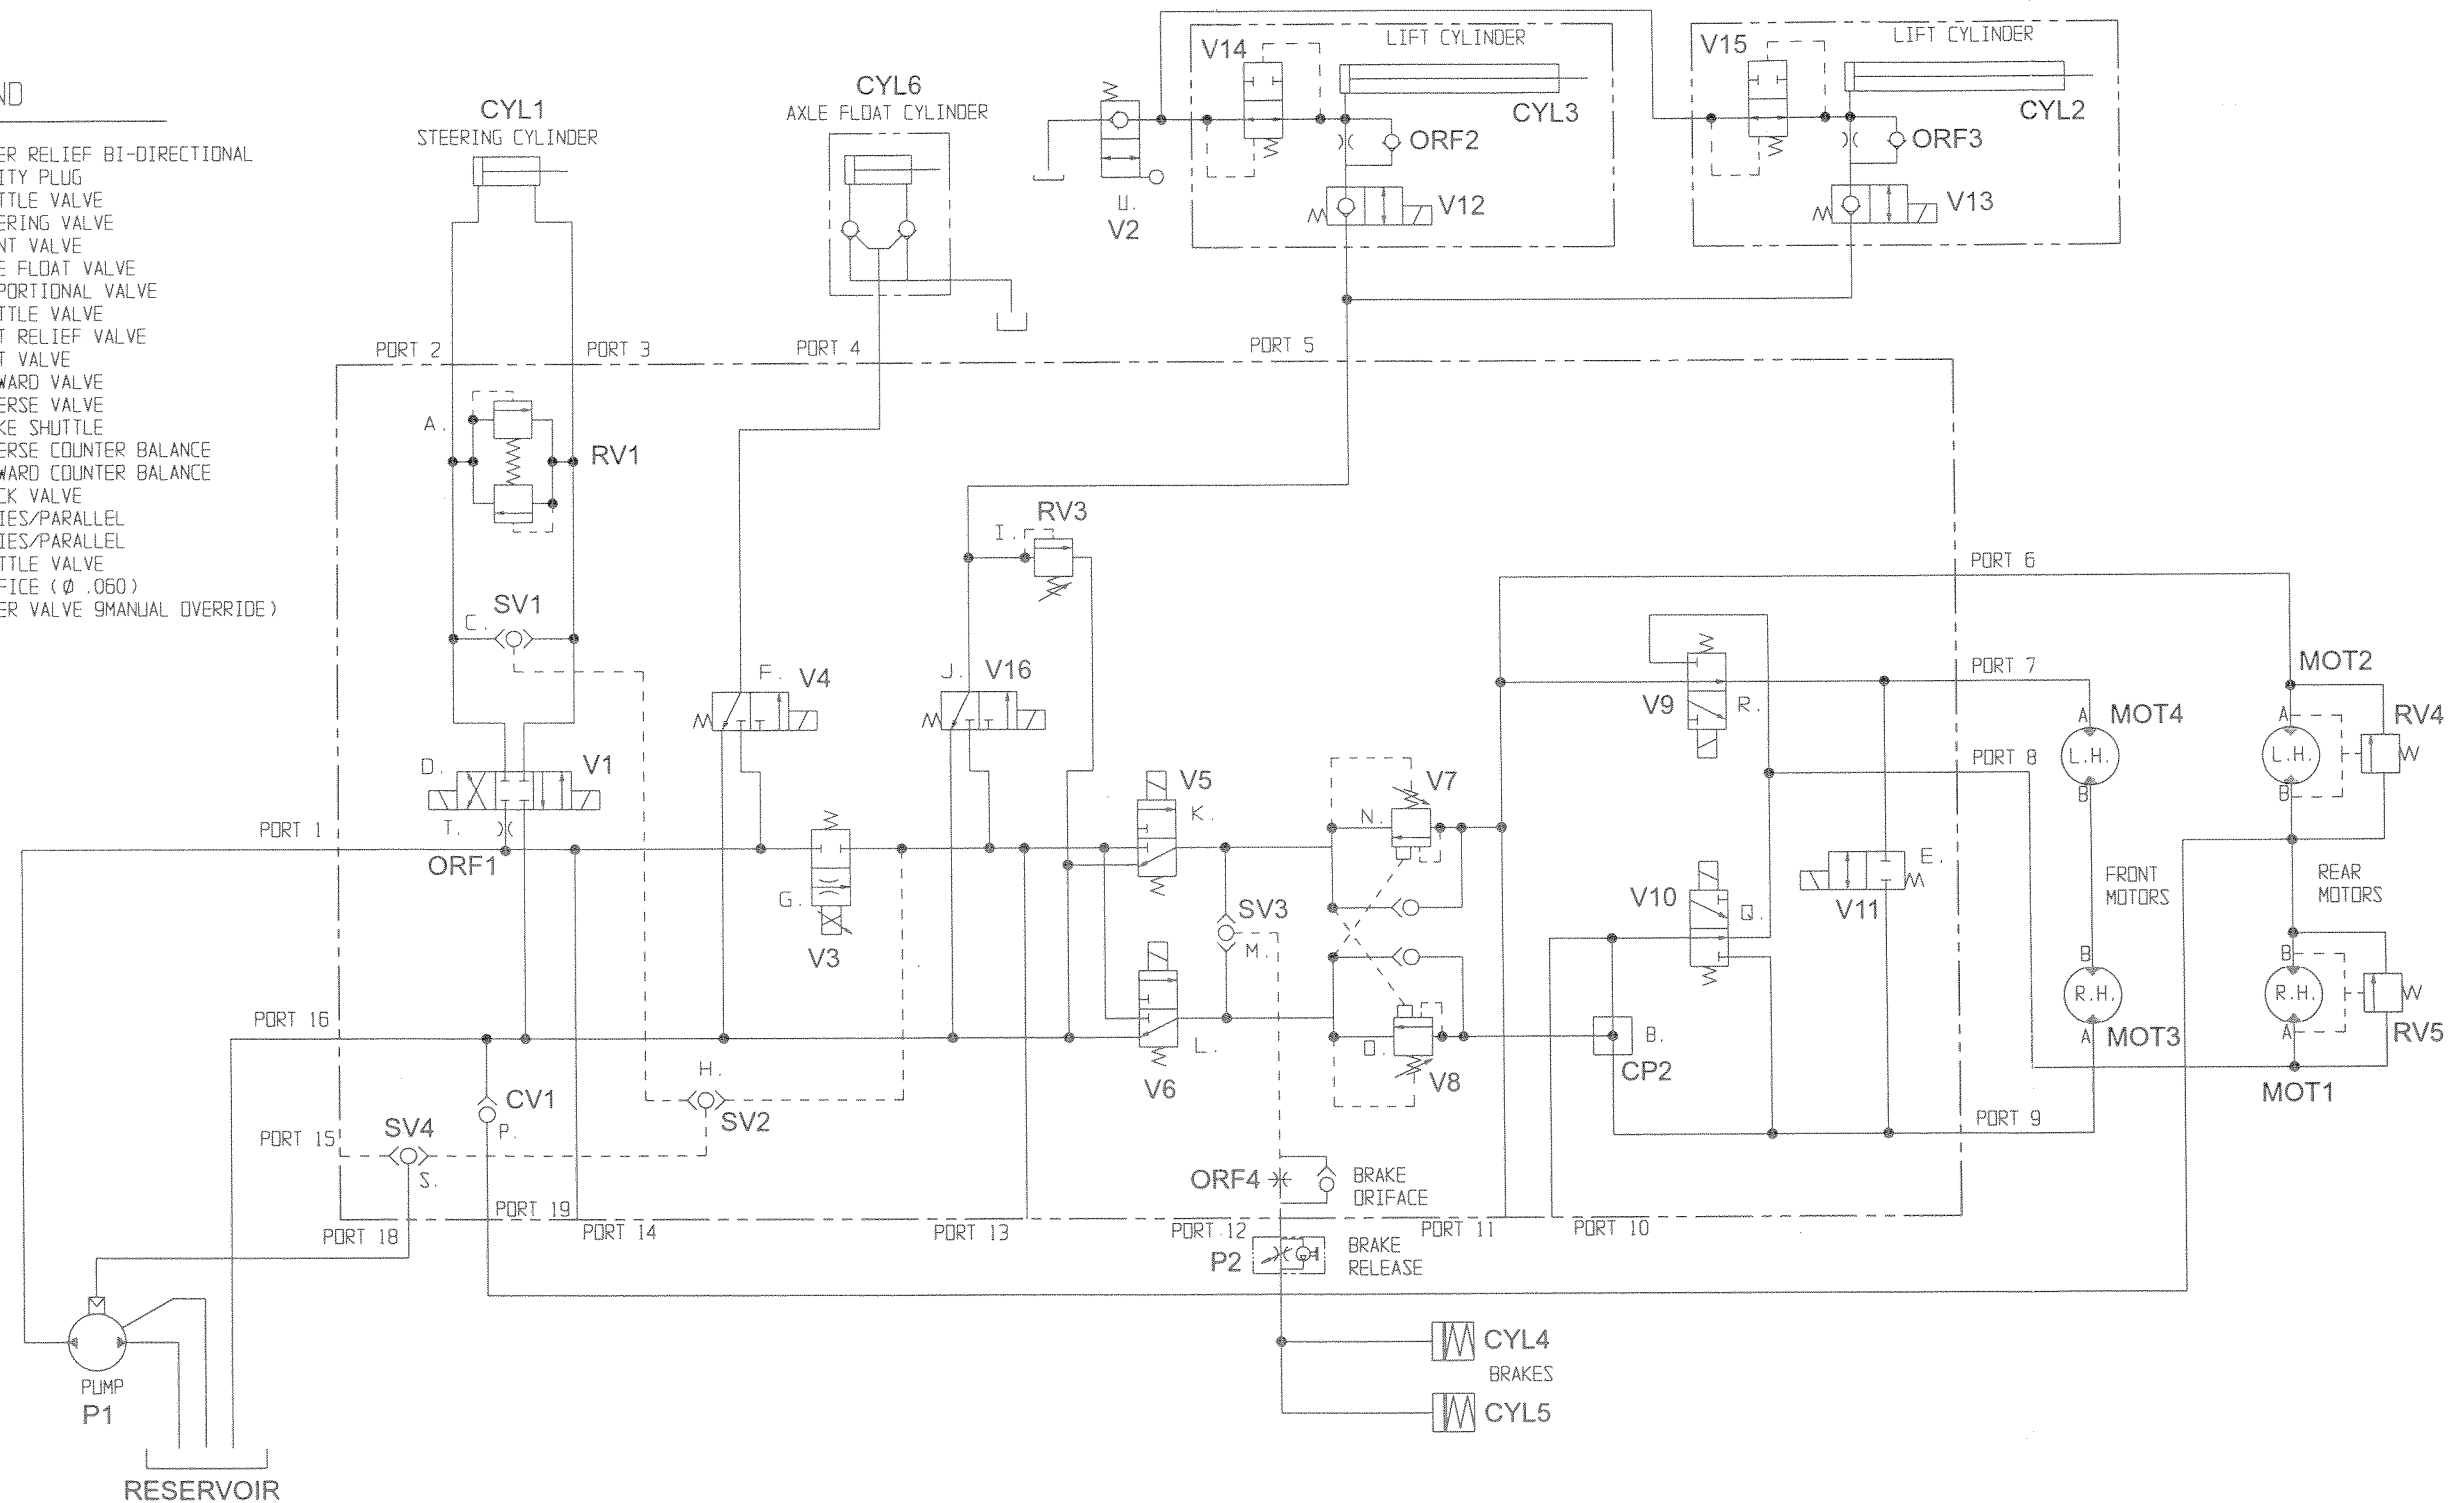 ND
ER RELIEF BI-DIRECTIONAL
ITY PLUG
TTLE VALVE
ERING VALVE
NT VALVE
E FLOAT VALVE
PORTIONAL VALVE
TTLE VALVE
T RELIEF VALVE
T VALVE
WARD VALVE
ERSE VALVE
KE SHUTTLE
ERSE COUNTER BALANCE
WARD COUNTER BALANCE
CK VALVE
IES/PARALLEL
IES/PARALLEL
TTLE VALVE
FICE (Ø .060)
ER VALVE 9MANUAL OVERRIDE)
CYL1
STEERING CYLINDER
CYL6
AXLE FLOAT CYLINDER
U.
V2
V14
LIFT CYLINDER
CYL3
ORF2
V12
V15
LIFT CYLINDER
CYL2
ORF3
V13
PORT 2
PORT 3
PORT 4
PORT 5
A.
RV1
C.
SV1
D.
V1
T.
ORF1
PORT 1
F.
V4
I.
RV3
J.
V16
G.
V3
V5
K.
V6
L.
SV3
M.
N.
V7
O.
V8
V9
R.
V10
Q.
E.
V11
B.
CP2
PORT 6
PORT 7
PORT 8
PORT 9
A
MOT4
L.H.
B
FRONT
MOTORS
B
R.H.
A
MOT3
MOT2
A
L.H.
B
RV4
REAR
MOTORS
B
R.H.
A
RV5
MOT1
PORT 16
CV1
P.
H.
SV2
PORT 15
SV4
S.
PORT 18
PORT 19
PORT 14
PORT 13
PORT 12
PORT 11
PORT 10
ORF4
BRAKE
ORIFACE
P2
BRAKE
RELEASE
CYL4
BRAKES
CYL5
PUMP
P1
RESERVOIR